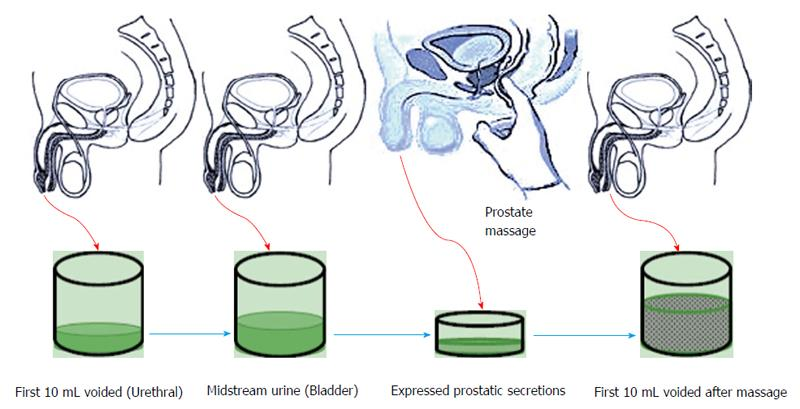 Prostate
massage
First 10 mL voided (Urethral)
Midstream urine (Bladder)
Expressed prostatic secretions
First 10 mL voided after massage